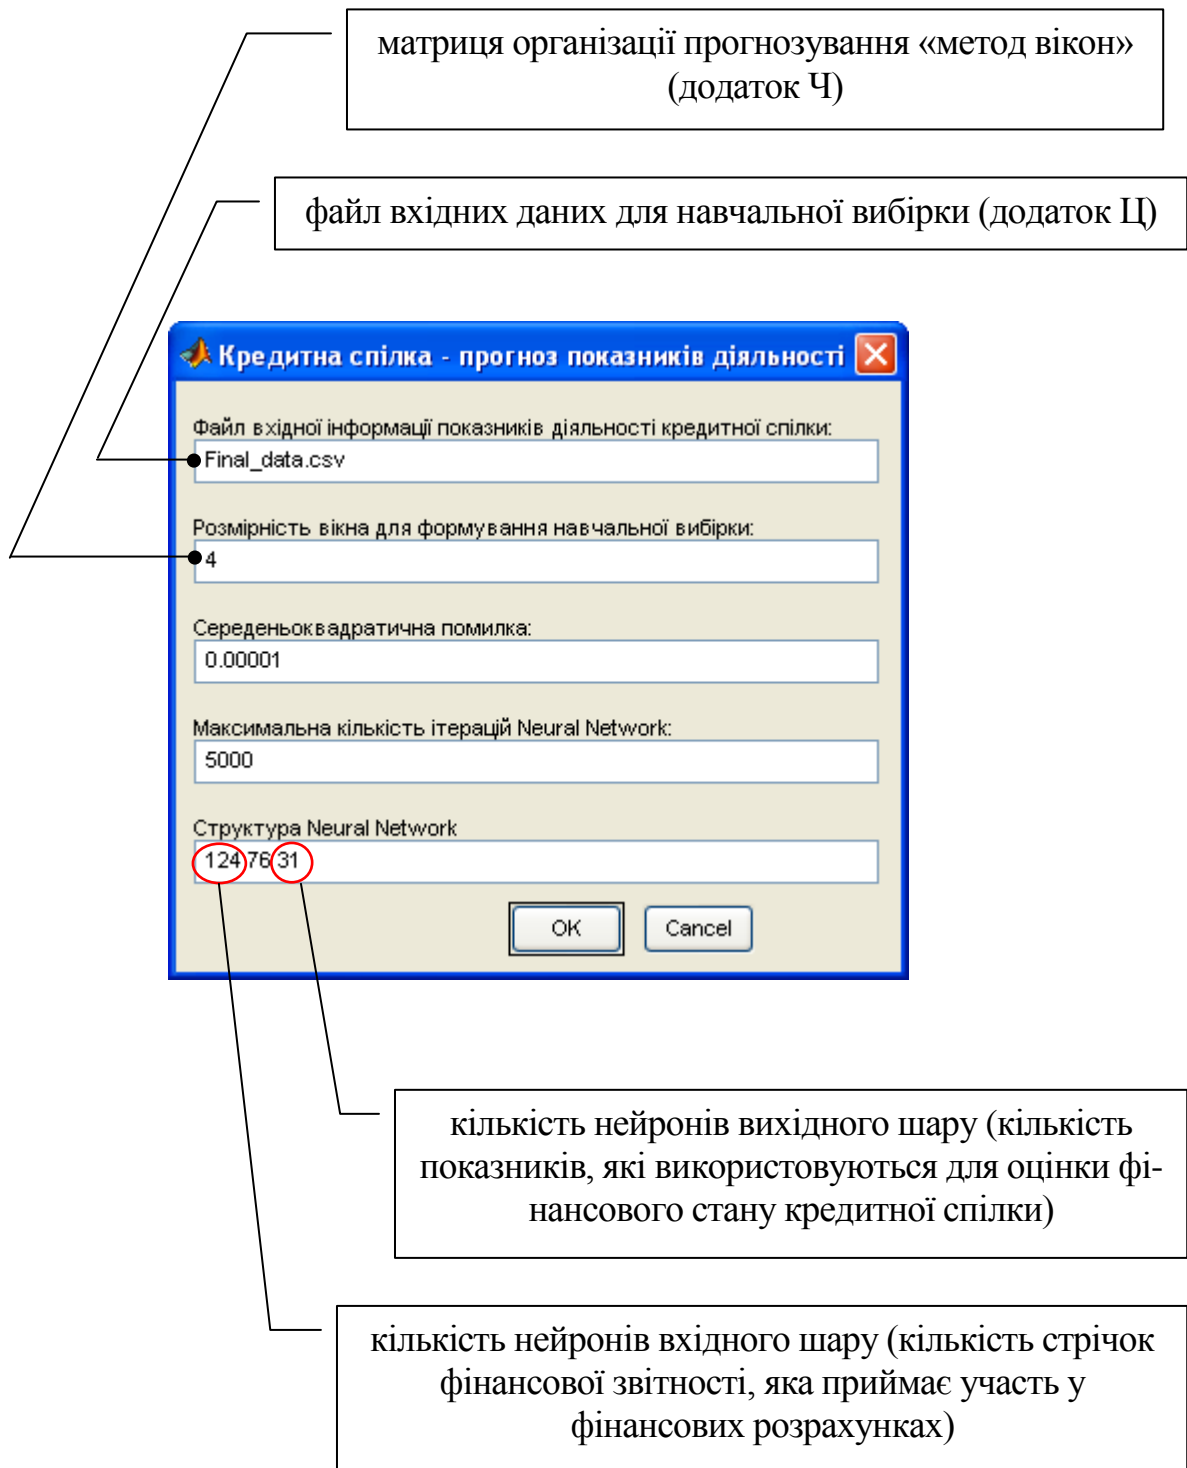 матриця організації прогнозування «метод вікон»
(додаток Ч)
файл вхідних даних для навчальної вибірки (додаток Ц)
Кредитна спілка - прогноз показників діяльності
Файл вхідної інформації показників діяльності кредитної спілки:
Final_data.csv
Розмірність вікна для формування навчальної вибірки:
4
Середеньоквадратична помилка:
0.00001
Максимальна кількість ітерацій Neural Network:
5000
Структура Neural Network
124 76 31
OK
Cancel
кількість нейронів вихідного шару (кількість
показників, які використовуються для оцінки фі-
нансового стану кредитної спілки)
кількість нейронів вхідного шару (кількість стрічок
фінансової звітності, яка приймає участь у
фінансових розрахунках)